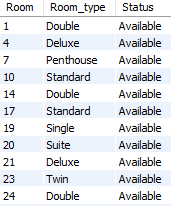 Room Room_type Status
1 Double Available
4 Deluxe Available
7 Penthouse Available
10 Standard Available
14 Double Available
17 Standard Available
19 Single Available
20 Suite Available
21 Deluxe Available
23 Twin Available
24 Double Available